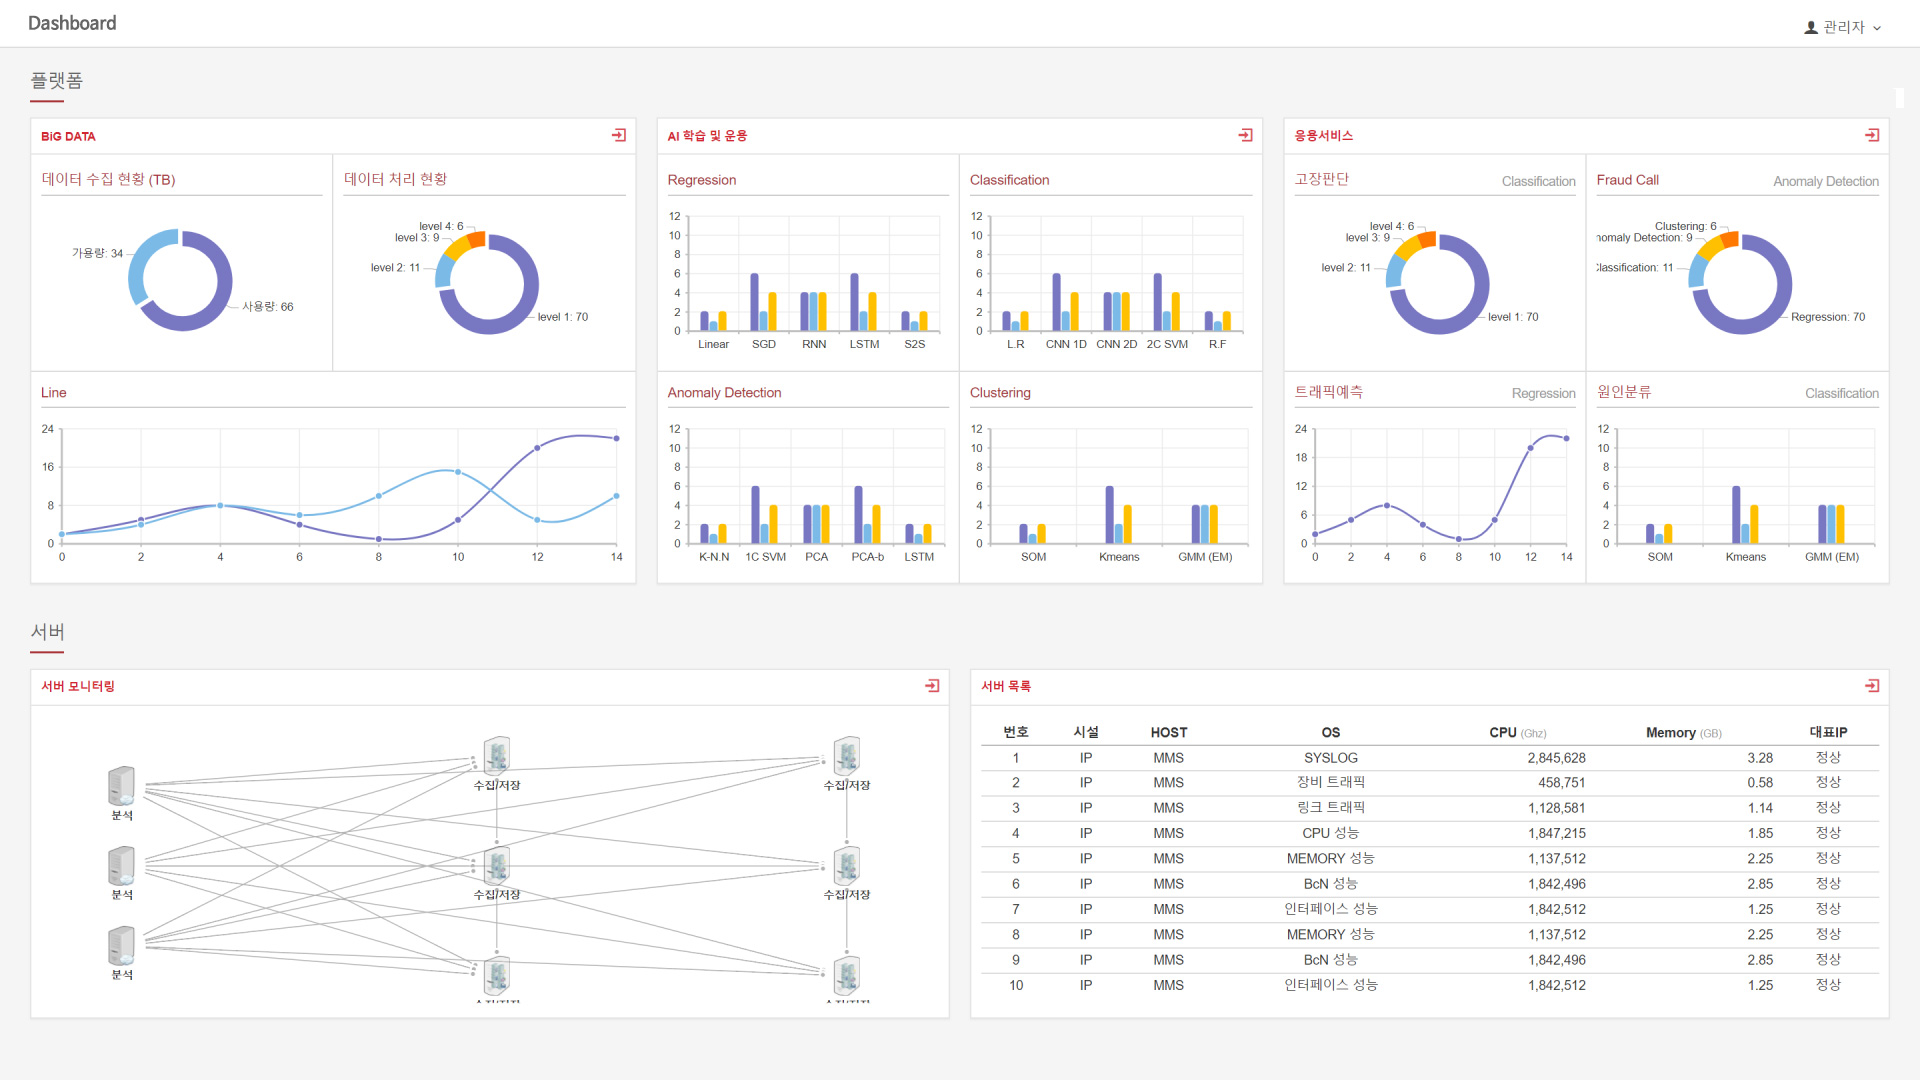 Dashboard
관리자
플랫폼
BiG DATA
데이터 수집 현황 (TB)
가용량: 34
사용량: 66
데이터 처리 현황
level 4: 6
level 3: 9
level 2: 11
level 1: 70
Line
24
16
8
0
0 2 4 6 8 10 12 14
AI 학습 및 운용
Regression
12
10
8
6
4
2
0
Linear SGD RNN LSTM S2S
Classification
12
10
8
6
4
2
0
L.R CNN 1D CNN 2D 2C SVM R.F
Anomaly Detection
12
10
8
6
4
2
0
K-N.N 1C SVM PCA PCA-b LSTM
Clustering
12
10
8
6
4
2
0
SOM Kmeans GMM (EM)
응용서비스
고장판단 Classification
level 4: 6
level 3: 9
level 2: 11
level 1: 70
Fraud Call Anomaly Detection
Clustering: 6
nomaly Detection: 9
lassification: 11
Regression: 70
트래픽예측 Regression
24
18
12
6
0
0 2 4 6 8 10 12 14
원인분류 Classification
12
10
8
6
4
2
0
SOM Kmeans GMM (EM)
서버
서버 모니터링
수집/저장 수집/저장
분석
수집/저장 수집/저장
분석
분석
서버 목록
번호 시설 HOST OS CPU (Ghz) Memory (GB) 대표IP
1 IP MMS SYSLOG 2,845,628 3.28 정상
2 IP MMS 장비 트래픽 458,751 0.58 정상
3 IP MMS 링크 트래픽 1,128,581 1.14 정상
4 IP MMS CPU 성능 1,847,215 1.85 정상
5 IP MMS MEMORY 성능 1,137,512 2.25 정상
6 IP MMS BcN 성능 1,842,496 2.85 정상
7 IP MMS 인터페이스 성능 1,842,512 1.25 정상
8 IP MMS MEMORY 성능 1,137,512 2.25 정상
9 IP MMS BcN 성능 1,842,496 2.85 정상
10 IP MMS 인터페이스 성능 1,842,512 1.25 정상